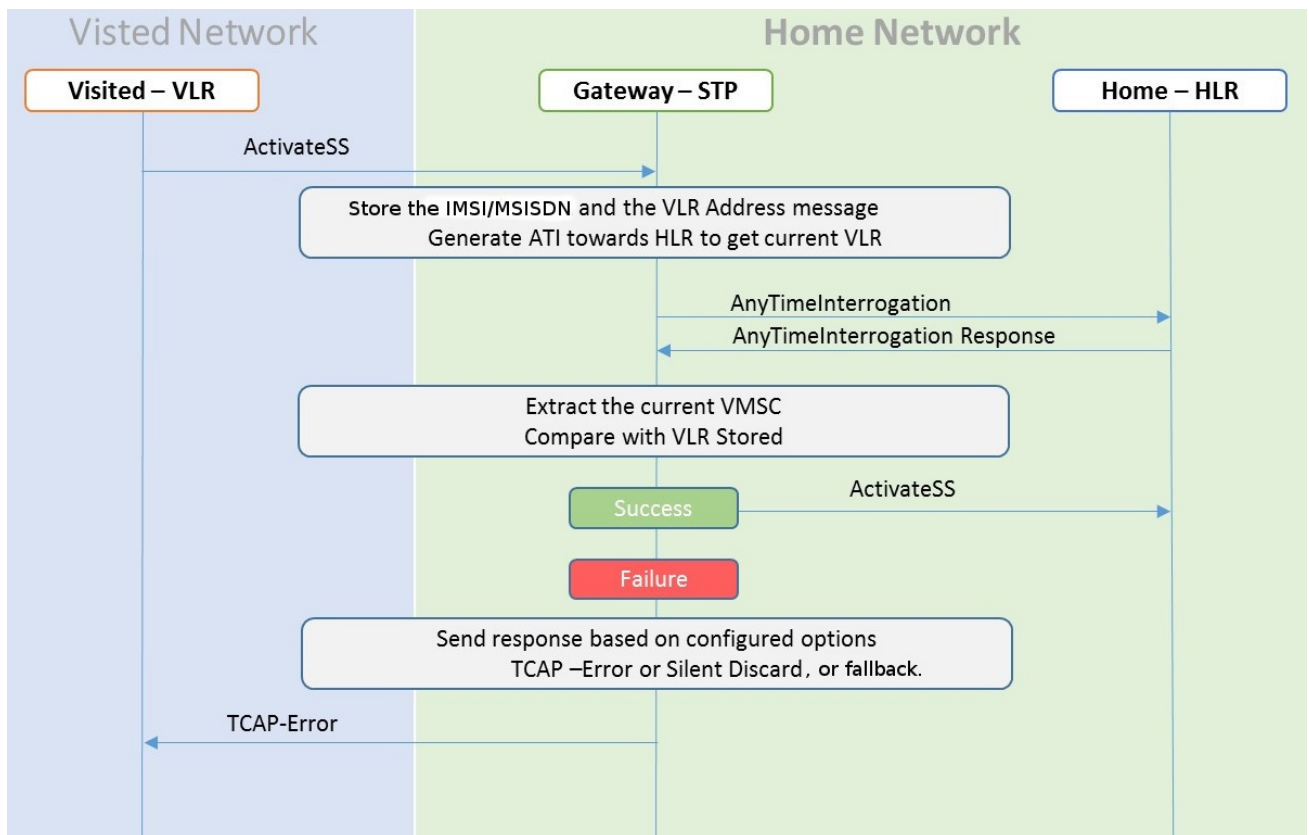 Visted Network
Home Network
Visited – VLR
Gateway – STP
Home – HLR
ActivateSS
Store the IMSI/MSISDN and the VLR Address message
Generate ATI towards HLR to get current VLR
AnyTimeInterrogation
AnyTimeInterrogation Response
Extract the current VMSC
Compare with VLR Stored
ActivateSS
Success
Failure
Send response based on configured options
TCAP –Error or Silent Discard, or fallback.
TCAP-Error